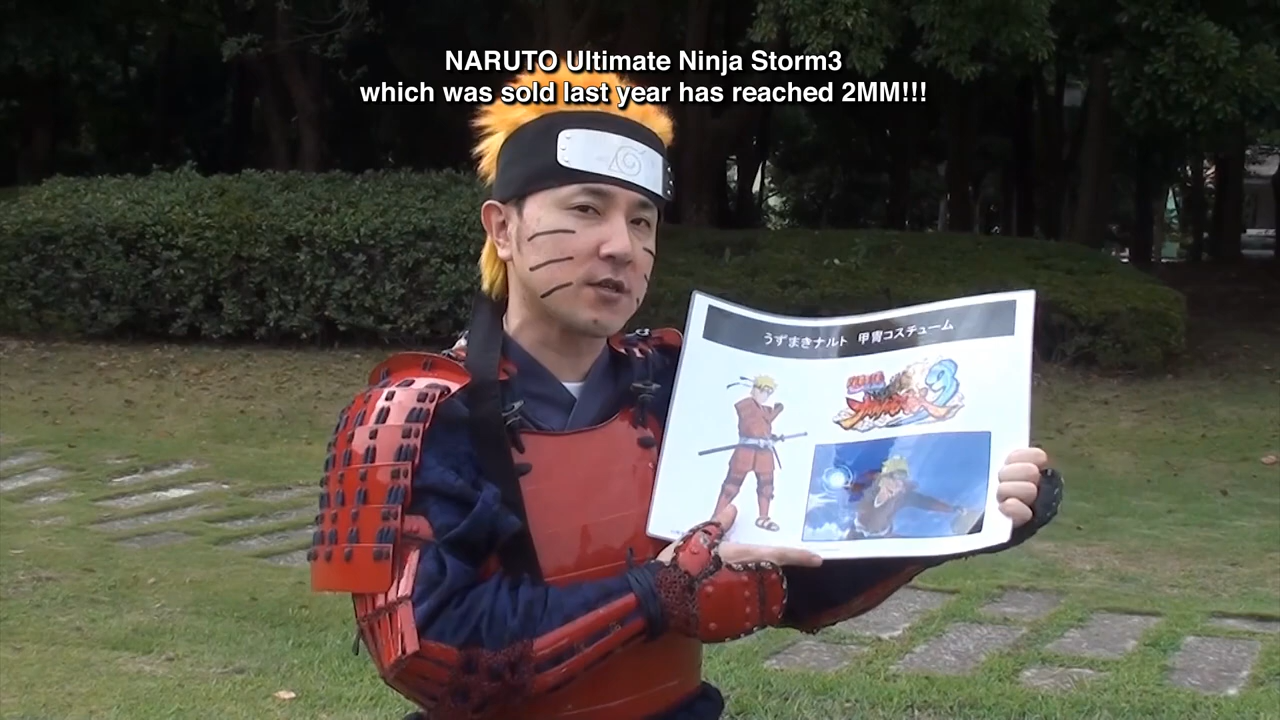 NARUTO Ultimate Ninja Storm3
which was sold last year has reached 2MM!!!
うずまきナルト 甲冑コスチューム